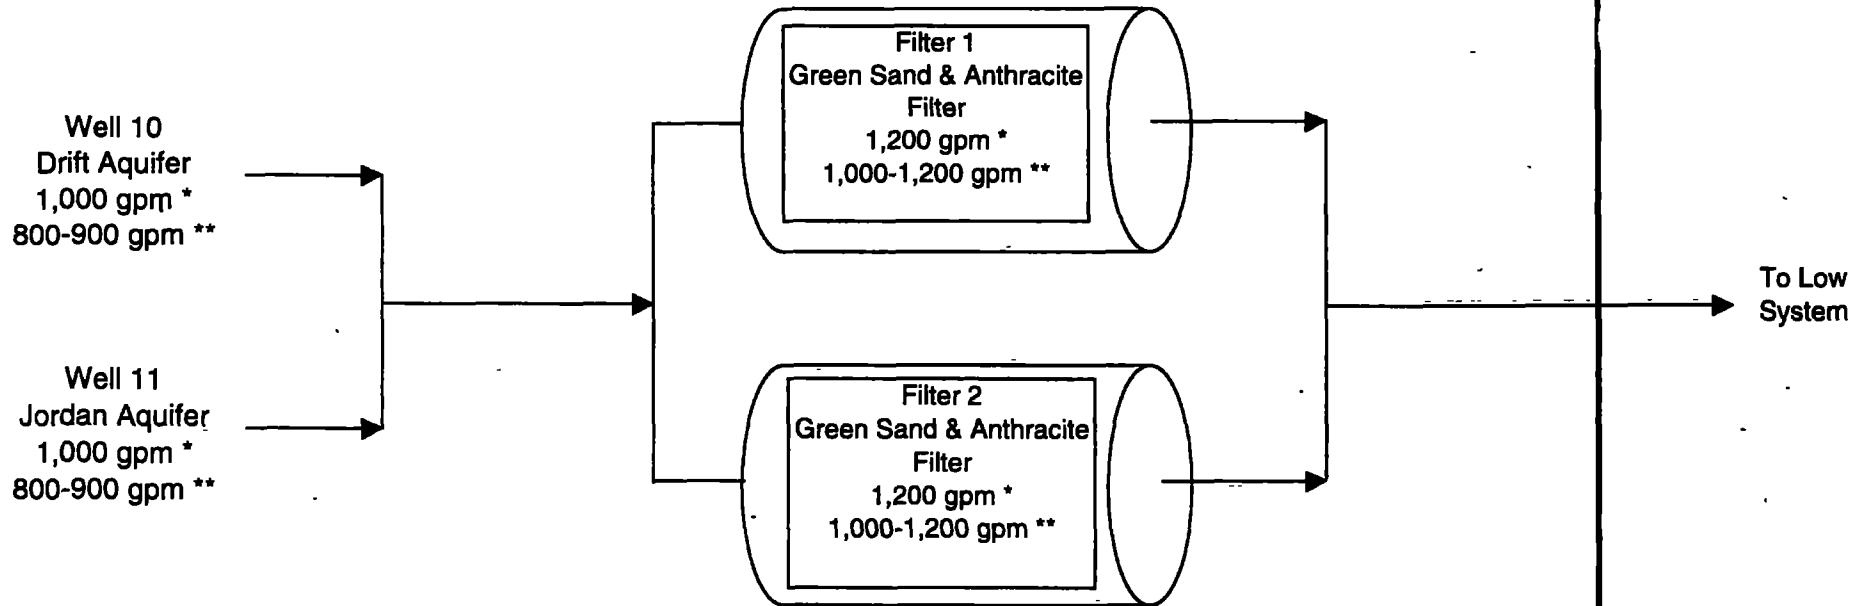 Well 10
Drift Aquifer
1,000 gpm *
800-900 gpm **
Well 11
Jordan Aquifer
1,000 gpm *
800-900 gpm **
Filter 1
Green Sand & Anthracite
Filter
1,200 gpm *
1,000-1,200 gpm **
Filter 2
Green Sand & Anthracite
Filter
1,200 gpm *
1,000-1,200 gpm **
To Low
System